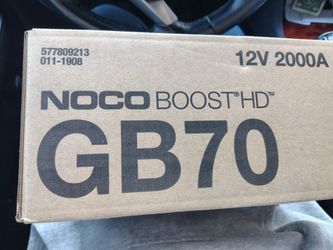 577809213
011-1908
12V 2000A
NOCO BOOST® HD™
GB70